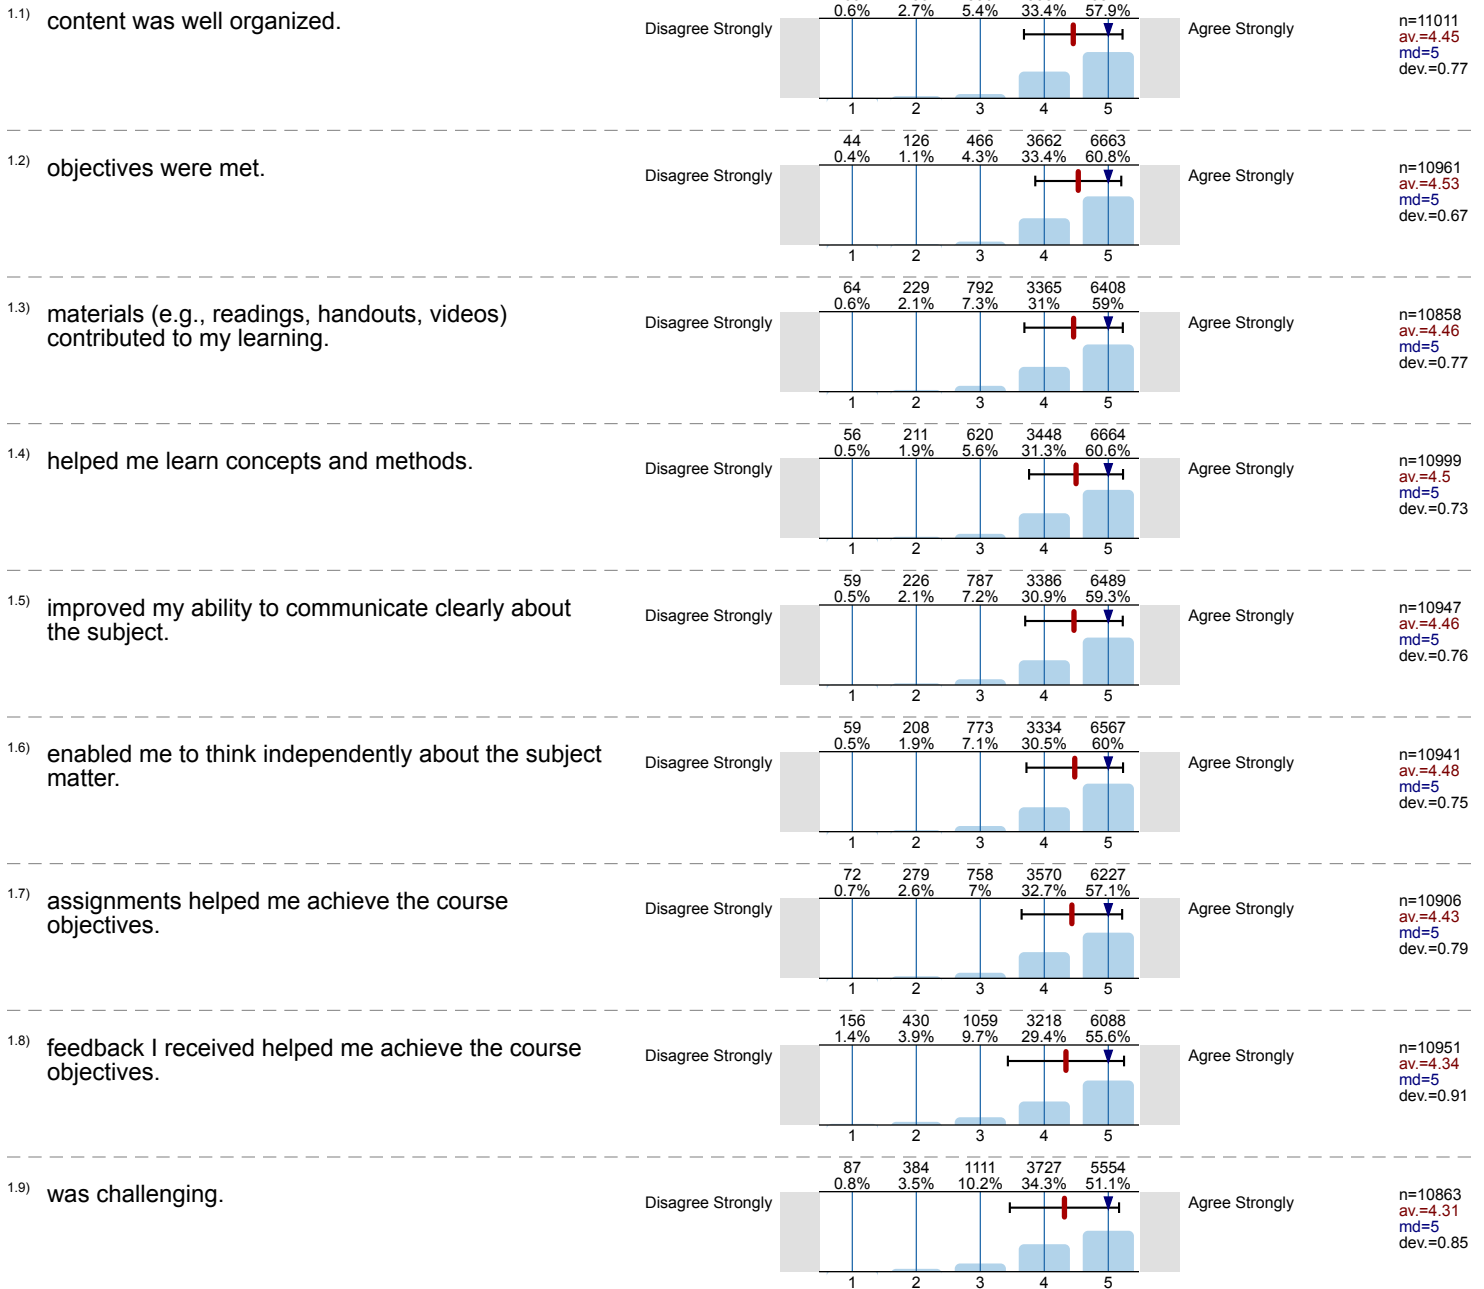 0.6% 2.7% 5.4% 33.4% 57.9%
1.1) content was well organized.
Disagree Strongly
Agree Strongly
n=11011
av.=4.45
md=5
dev.=0.77
1 2 3 4 5
44 126 466 3662 6663
0.4% 1.1% 4.3% 33.4% 60.8%
1.2) objectives were met.
Disagree Strongly
Agree Strongly
n=10961
av.=4.53
md=5
dev.=0.67
1 2 3 4 5
64 229 792 3365 6408
0.6% 2.1% 7.3% 31% 59%
1.3) materials (e.g., readings, handouts, videos)
contributed to my learning.
Disagree Strongly
Agree Strongly
n=10858
av.=4.46
md=5
dev.=0.77
1 2 3 4 5
56 211 620 3448 6664
0.5% 1.9% 5.6% 31.3% 60.6%
1.4) helped me learn concepts and methods.
Disagree Strongly
Agree Strongly
n=10999
av.=4.5
md=5
dev.=0.73
1 2 3 4 5
59 226 787 3386 6489
0.5% 2.1% 7.2% 30.9% 59.3%
1.5) improved my ability to communicate clearly about
the subject.
Disagree Strongly
Agree Strongly
n=10947
av.=4.46
md=5
dev.=0.76
1 2 3 4 5
59 208 773 3334 6567
0.5% 1.9% 7.1% 30.5% 60%
1.6) enabled me to think independently about the subject
matter.
Disagree Strongly
Agree Strongly
n=10941
av.=4.48
md=5
dev.=0.75
1 2 3 4 5
72 279 758 3570 6227
0.7% 2.6% 7% 32.7% 57.1%
1.7) assignments helped me achieve the course
objectives.
Disagree Strongly
Agree Strongly
n=10906
av.=4.43
md=5
dev.=0.79
1 2 3 4 5
156 430 1059 3218 6088
1.4% 3.9% 9.7% 29.4% 55.6%
1.8) feedback I received helped me achieve the course
objectives.
Disagree Strongly
Agree Strongly
n=10951
av.=4.34
md=5
dev.=0.91
1 2 3 4 5
87 384 1111 3727 5554
0.8% 3.5% 10.2% 34.3% 51.1%
1.9) was challenging.
Disagree Strongly
Agree Strongly
n=10863
av.=4.31
md=5
dev.=0.85
1 2 3 4 5